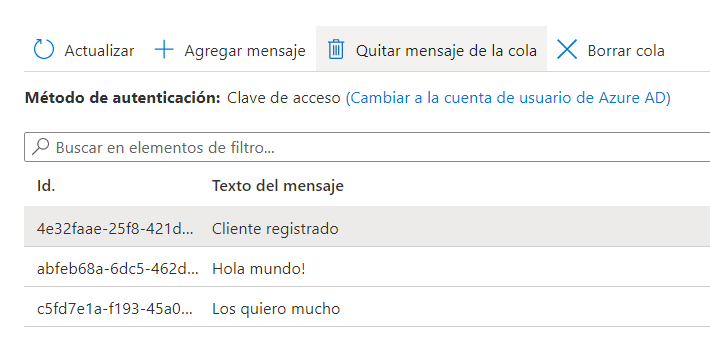 Actualizar Agregar mensaje Quitar mensaje de la cola Borrar cola
Método de autenticación: Clave de acceso (Cambiar a la cuenta de usuario de Azure AD)
Buscar en elementos de filtro...
Id. Texto del mensaje
4e32faae-25f8-421d... Cliente registrado
abfeb68a-6dc5-462d... Hola mundo!
c5fd7e1a-f193-45a0... Los quiero mucho